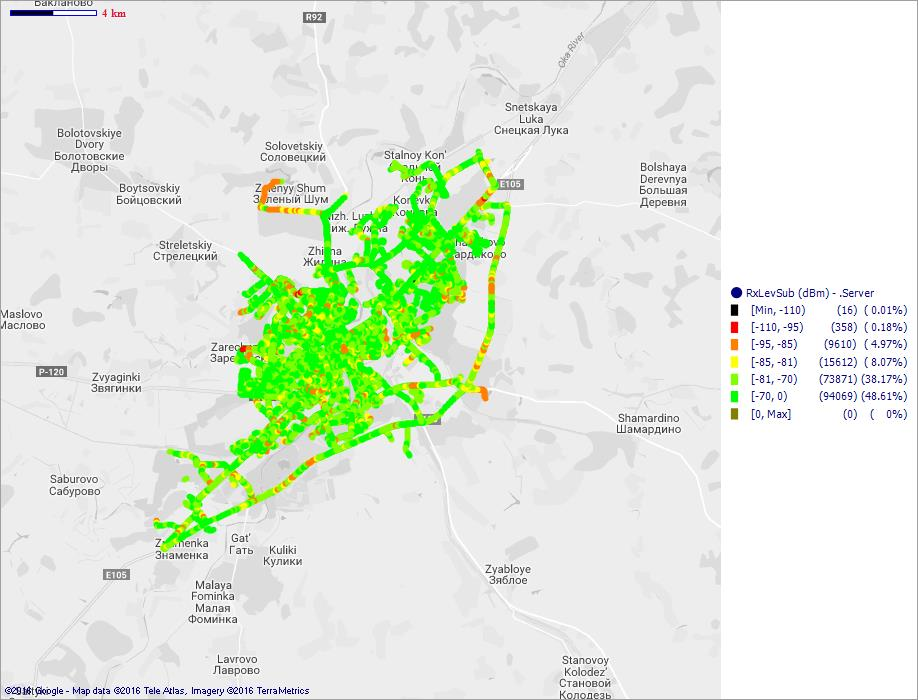 Бакланово
4 km
R92
Oka River
Snetskaya
Luka
Снецкая Лука
Bolotovskiye
Dvory
Болотовские
Дворы
Solovetskiy
Соловецкий
Stalnoy Kon'
Bolshaya
Derevnya
Большая
Деревня
E105
Boytsovskiy
Бойцовский
Zelenyy Shum
Зеленый Шум
Streletskiy
Стрелецкий
Maslovo
Маслово
P-120
Zvyaginki
Звягинки
RxLevSub (dBm) - .Server
[Min, -110) (16) ( 0.01%)
[-110, -95) (358) ( 0.18%)
[-95, -85) (9610) ( 4.97%)
[-85, -81) (15612) ( 8.07%)
[-81, -70) (73871) (38.17%)
[-70, 0) (94069) (48.61%)
[0, Max] (0) ( 0%)
Shamardino
Шамардино
Saburovo
Сабурово
Znamenka
Знаменка
Gat'
Гать
Kuliki
Кулики
E105
Zyabloye
Зяблое
Malaya
Fominka
Малая
Фоминка
Lavrovo
Лаврово
Stanovoy
Kolodez'
Становой
Колодезь
©2016 Google - Map data ©2016 Tele Atlas, Imagery ©2016 TerraMetrics